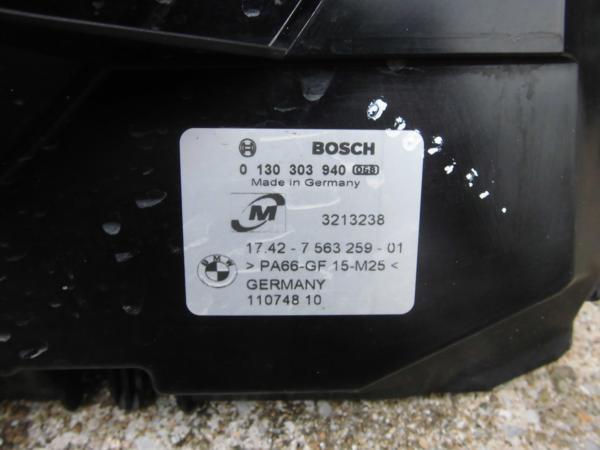 BOSCH
0 130 303 940
Made in Germany
M
3213238
17.42 - 7 563 259 - 01
BMW
> PA66-GF 15-M25 <
GERMANY
110748 10